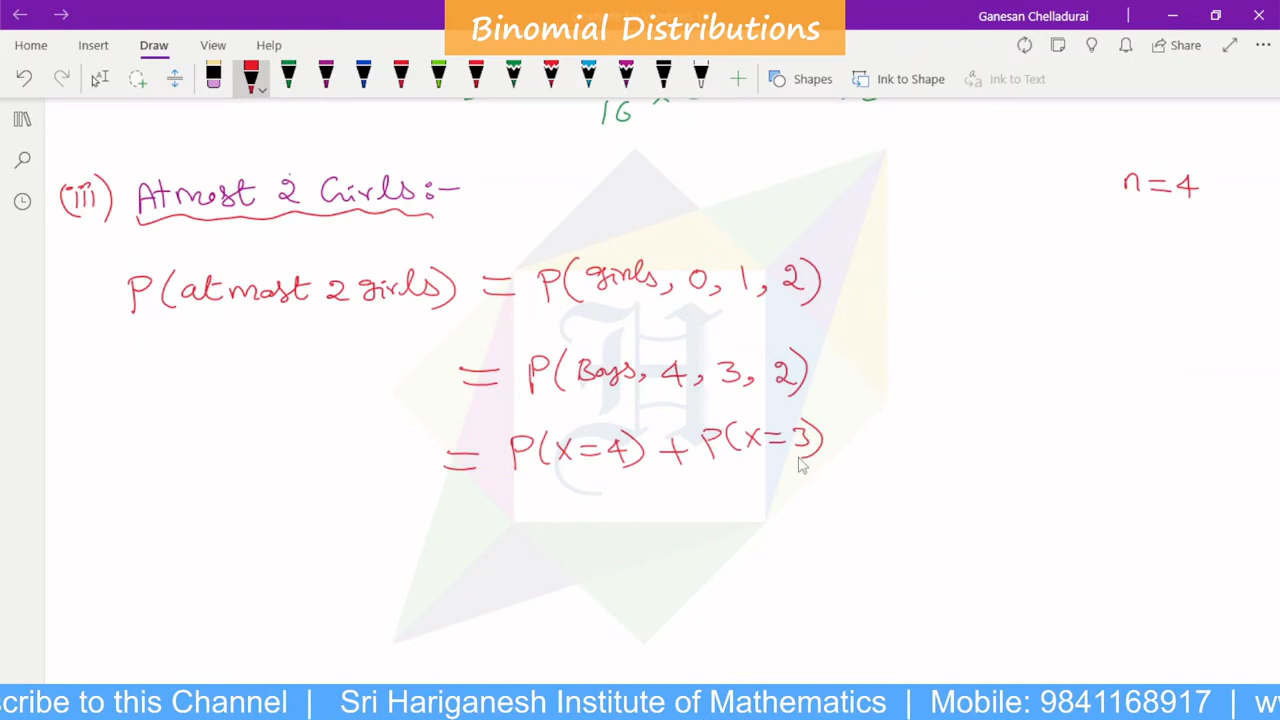 Binomial Distributions
Ganesan Chelladurai
Home Insert Draw View Help
Share
Shapes Ink to Shape Ink to Text
16
(iii) Atmost 2 Girls:-
n=4
P(atmost 2 girls) = P(girls, 0, 1, 2)
= P(Boys, 4, 3, 2)
= P(X=4) + P(X=3)
scribe to this Channel | Sri Hariganesh Institute of Mathematics | Mobile: 9841168917 | w